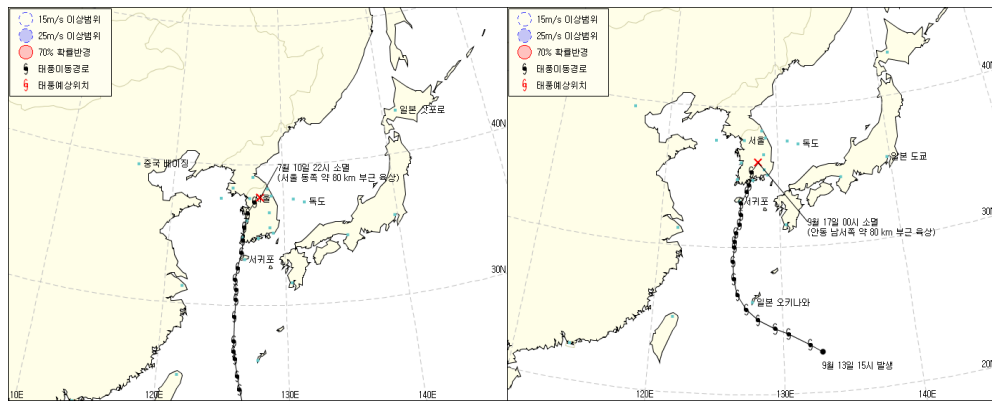 15m/s 이상범위
25m/s 이상범위
70% 확률반경
태풍이동경로
태풍예상위치
일본 삿포로
40N
중국 베이징
7월 10일 22시 소멸
(서울 동쪽 약 80 km 부근 육상)
독도
서귀포
30N
10E
120E
130E
140E
15m/s 이상범위
25m/s 이상범위
70% 확률반경
태풍이동경로
태풍예상위치
40N
서울
독도
일본 도쿄
서귀포
9월 17일 00시 소멸
(안동 남서쪽 약 80 km 부근 육상)
30N
일본 오키나와
9월 13일 15시 발생
20N
120E
130E
140E